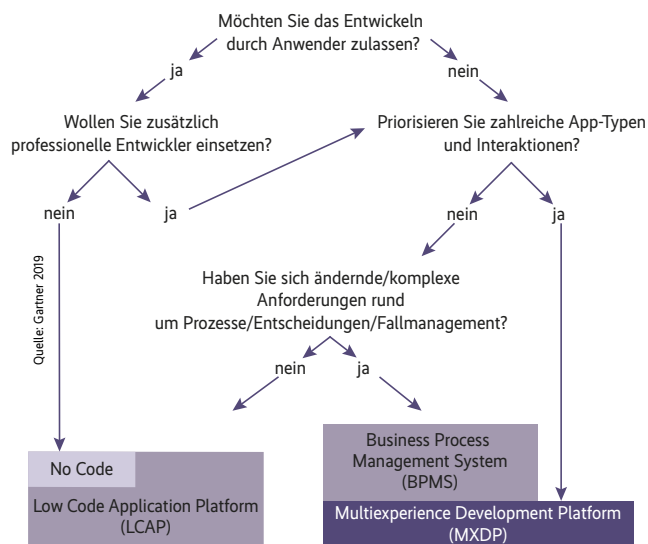 Möchten Sie das Entwickeln
durch Anwender zulassen?
ja
nein
Wollen Sie zusätzlich
professionelle Entwickler einsetzen?
Priorisieren Sie zahlreiche App-Typen
und Interaktionen?
nein
ja
nein
ja
Quelle: Gartner 2019
Haben Sie sich ändernde/komplexe
Anforderungen rund
um Prozesse/Entscheidungen/Fallmanagement?
nein
ja
No Code
Low Code Application Platform
(LCAP)
Business Process
Management System
(BPMS)
Multiexperience Development Platform
(MXDP)